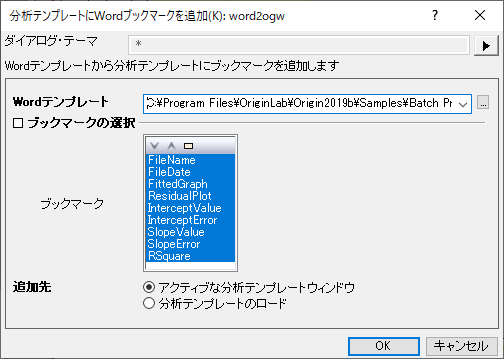 分析テンプレートにWordブックマークを追加(K): word2ogw
ダイアログ・テーマ *
Wordテンプレートから分析テンプレートにブックマークを追加します
Wordテンプレート C:¥Program Files¥OriginLab¥Origin2019b¥Samples¥Batch Pr ...
ブックマークの選択
ブックマーク
FileName
FileDate
FittedGraph
ResidualPlot
InterceptValue
InterceptError
SlopeValue
SlopeError
RSquare
追加先 アクティブな分析テンプレートウィンドウ
分析テンプレートのロード
OK キャンセル